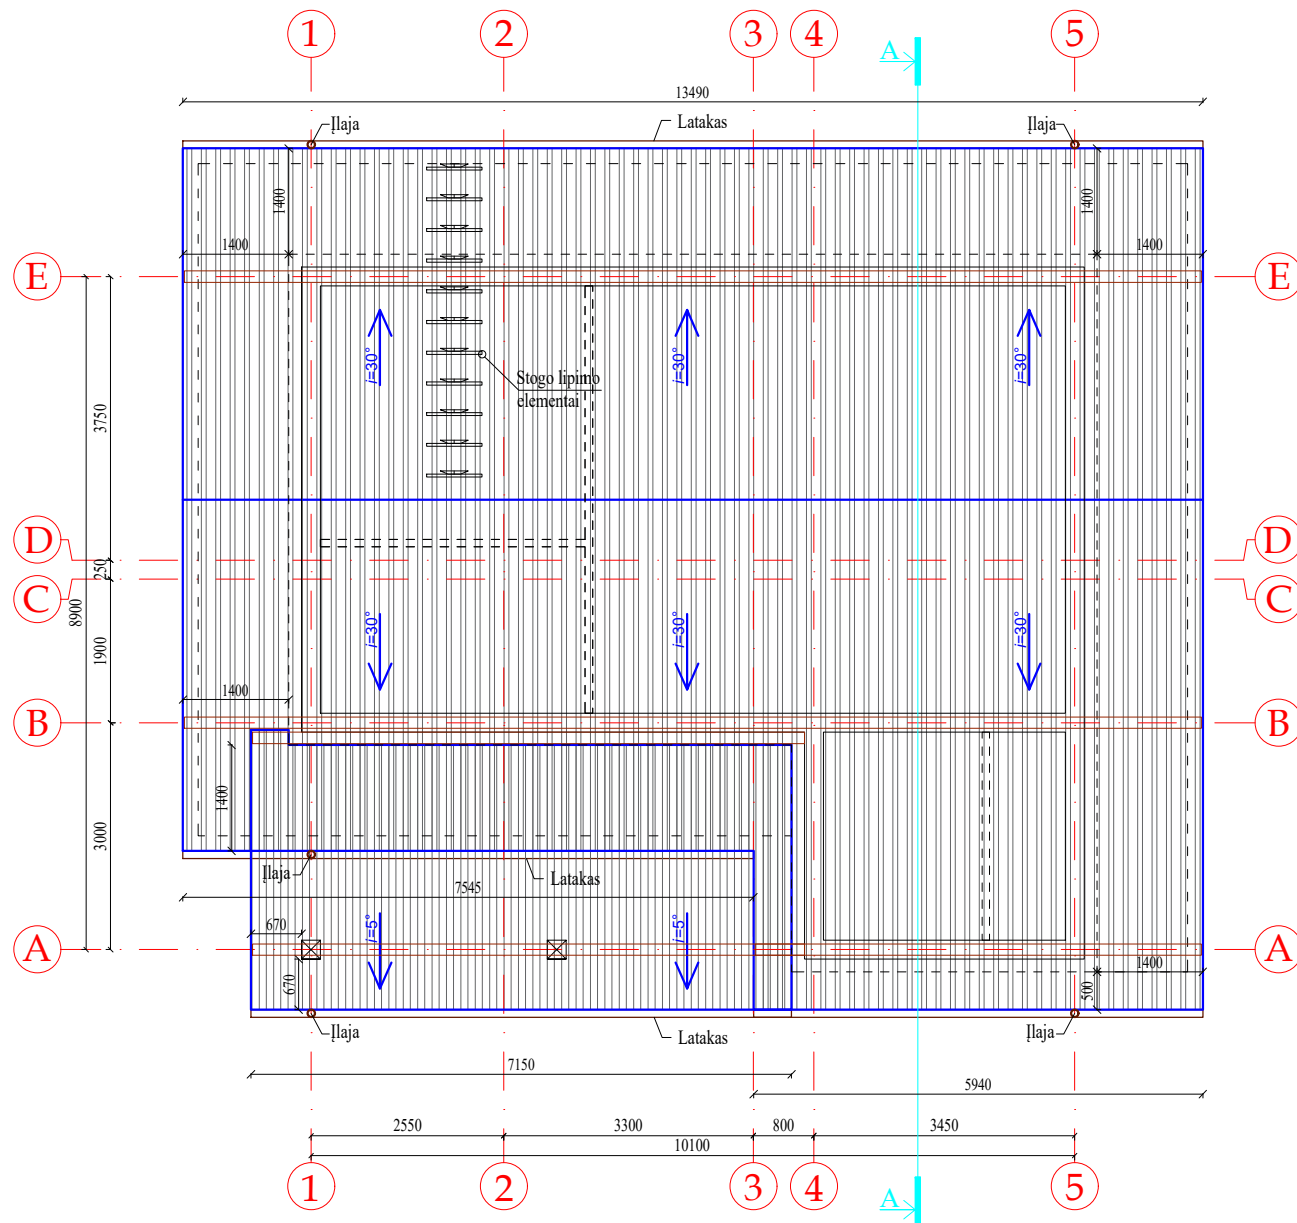 1
2
3
4
5
A
13490
Įlaja
Latakas
Įlaja
1400
1400
1400
1400
E
E
i=30°
i=30°
i=30°
Stogo lipimo
elementai
3750
D
D
250
C
C
8900
1900
i=30°
i=30°
i=30°
1400
B
B
1400
3000
Įlaja
Latakas
7545
670
i=5°
i=5°
A
A
1400
670
500
Įlaja
Latakas
Įlaja
7150
5940
2550
3300
800
3450
10100
1
2
3
4
5
A